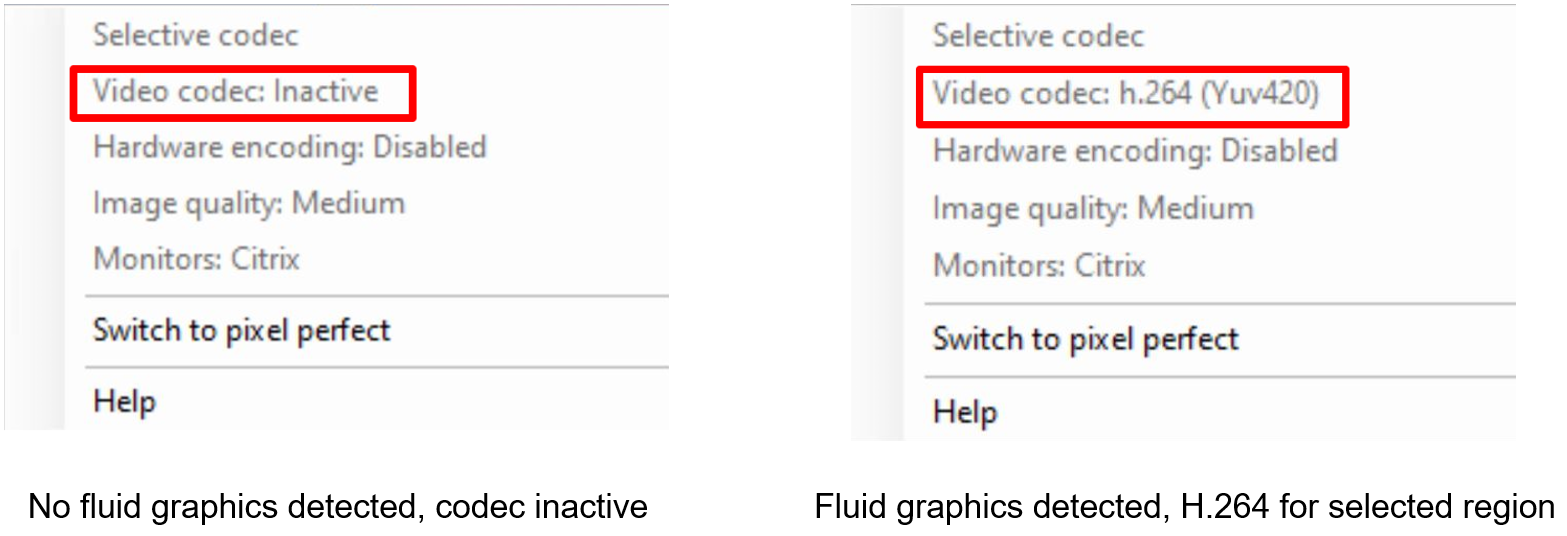 Selective codec
Video codec: Inactive
Hardware encoding: Disabled
Image quality: Medium
Monitors: Citrix
Switch to pixel perfect
Help
No fluid graphics detected, codec inactive
Selective codec
Video codec: h.264 (Yuv420)
Hardware encoding: Disabled
Image quality: Medium
Monitors: Citrix
Switch to pixel perfect
Help
Fluid graphics detected, H.264 for selected region